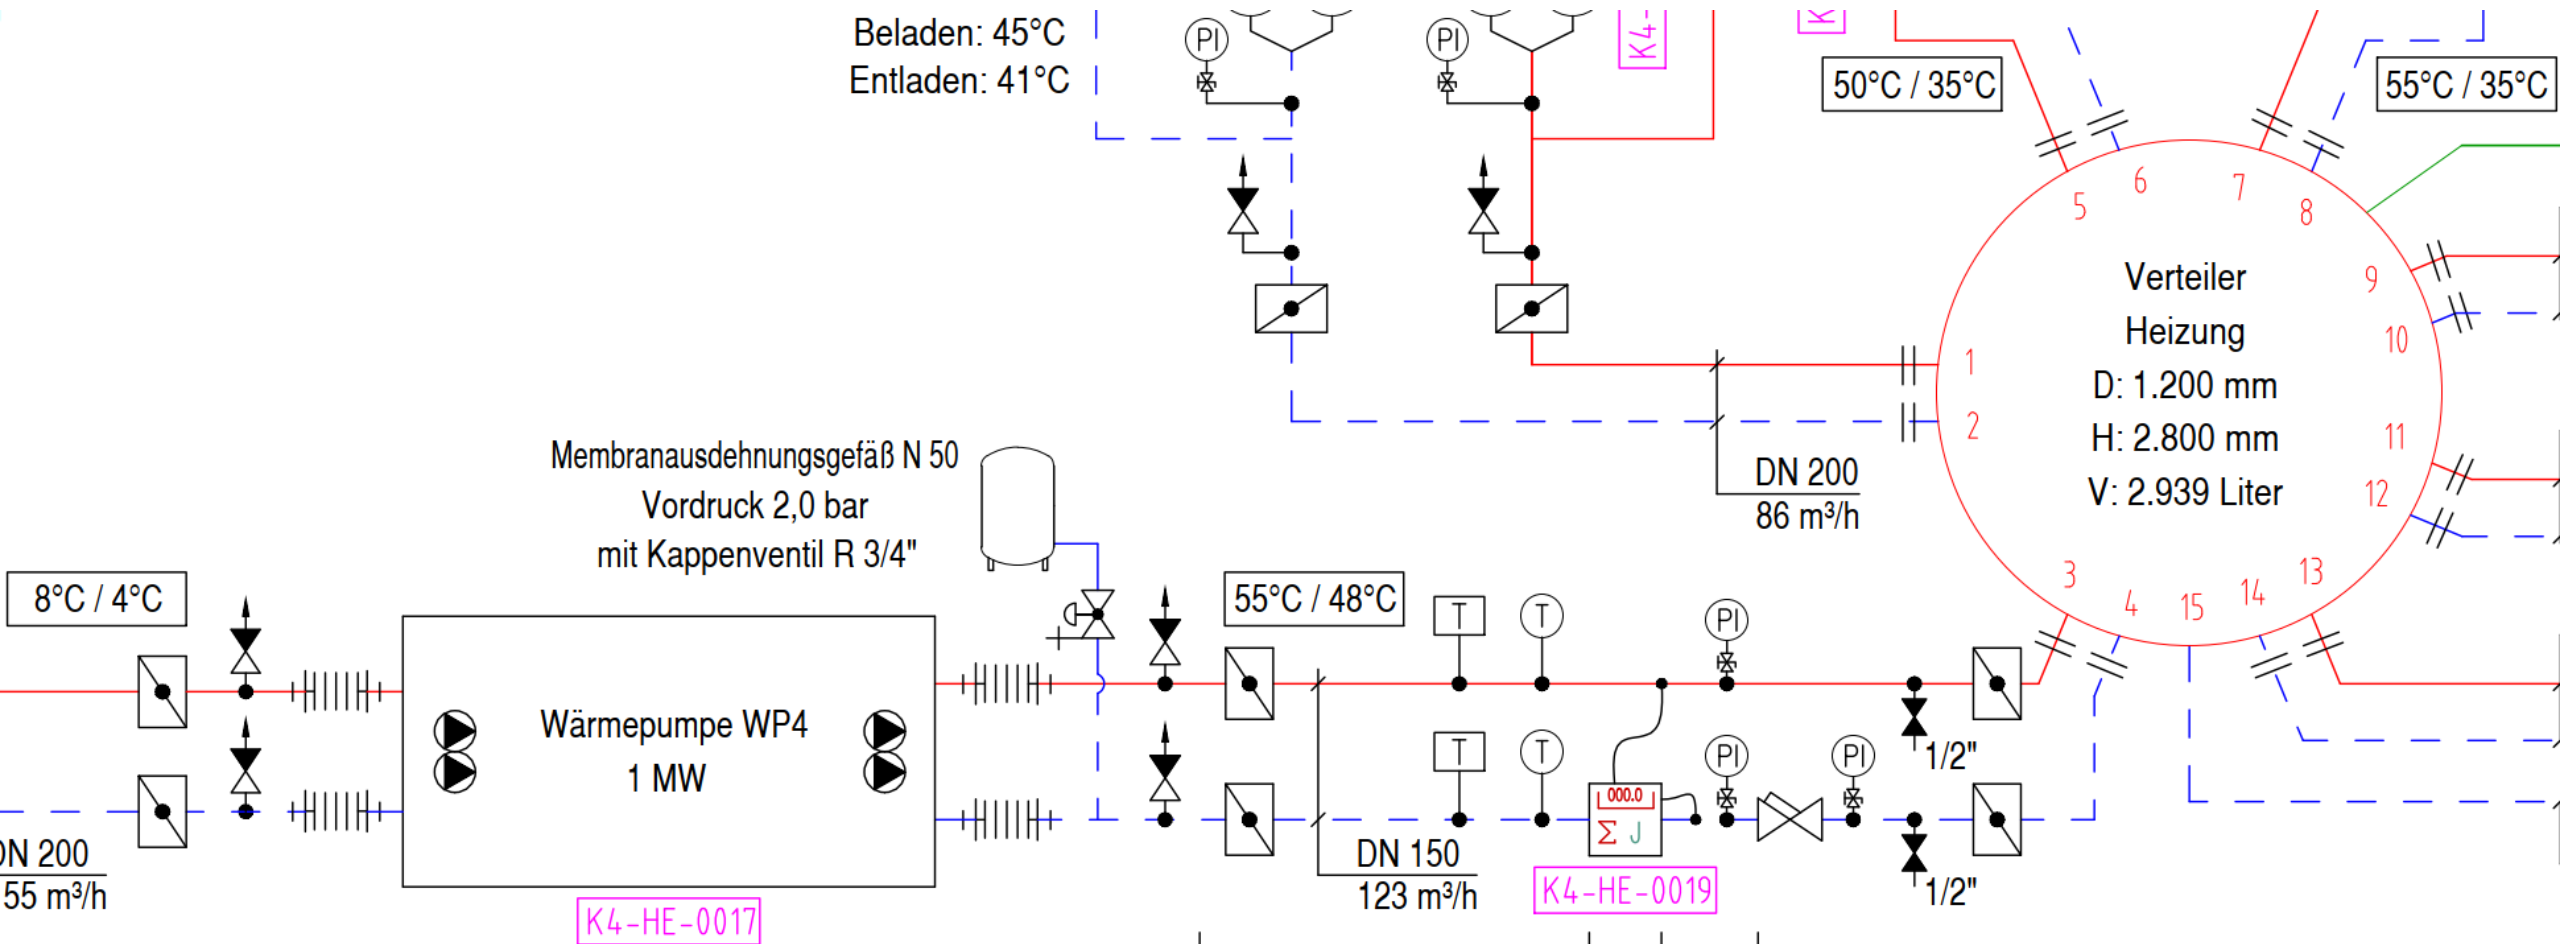 Beladen: 45°C
Entladen: 41°C
PI
PI
K4-
50°C / 35°C
55°C / 35°C
5
6
7
8
9
10
11
12
13
14
15
4
3
2
1
Verteiler
Heizung
D: 1.200 mm
H: 2.800 mm
V: 2.939 Liter
DN 200
86 m³/h
Membranausdehnungsgefäß N 50
Vordruck 2,0 bar
mit Kappenventil R 3/4"
8°C / 4°C
55°C / 48°C
T
T
PI
Wärmepumpe WP4
1 MW
T
T
PI
PI
1/2"
000.0
Σ J
DN 200
55 m³/h
DN 150
123 m³/h
1/2"
K4-HE-0017
K4-HE-0019